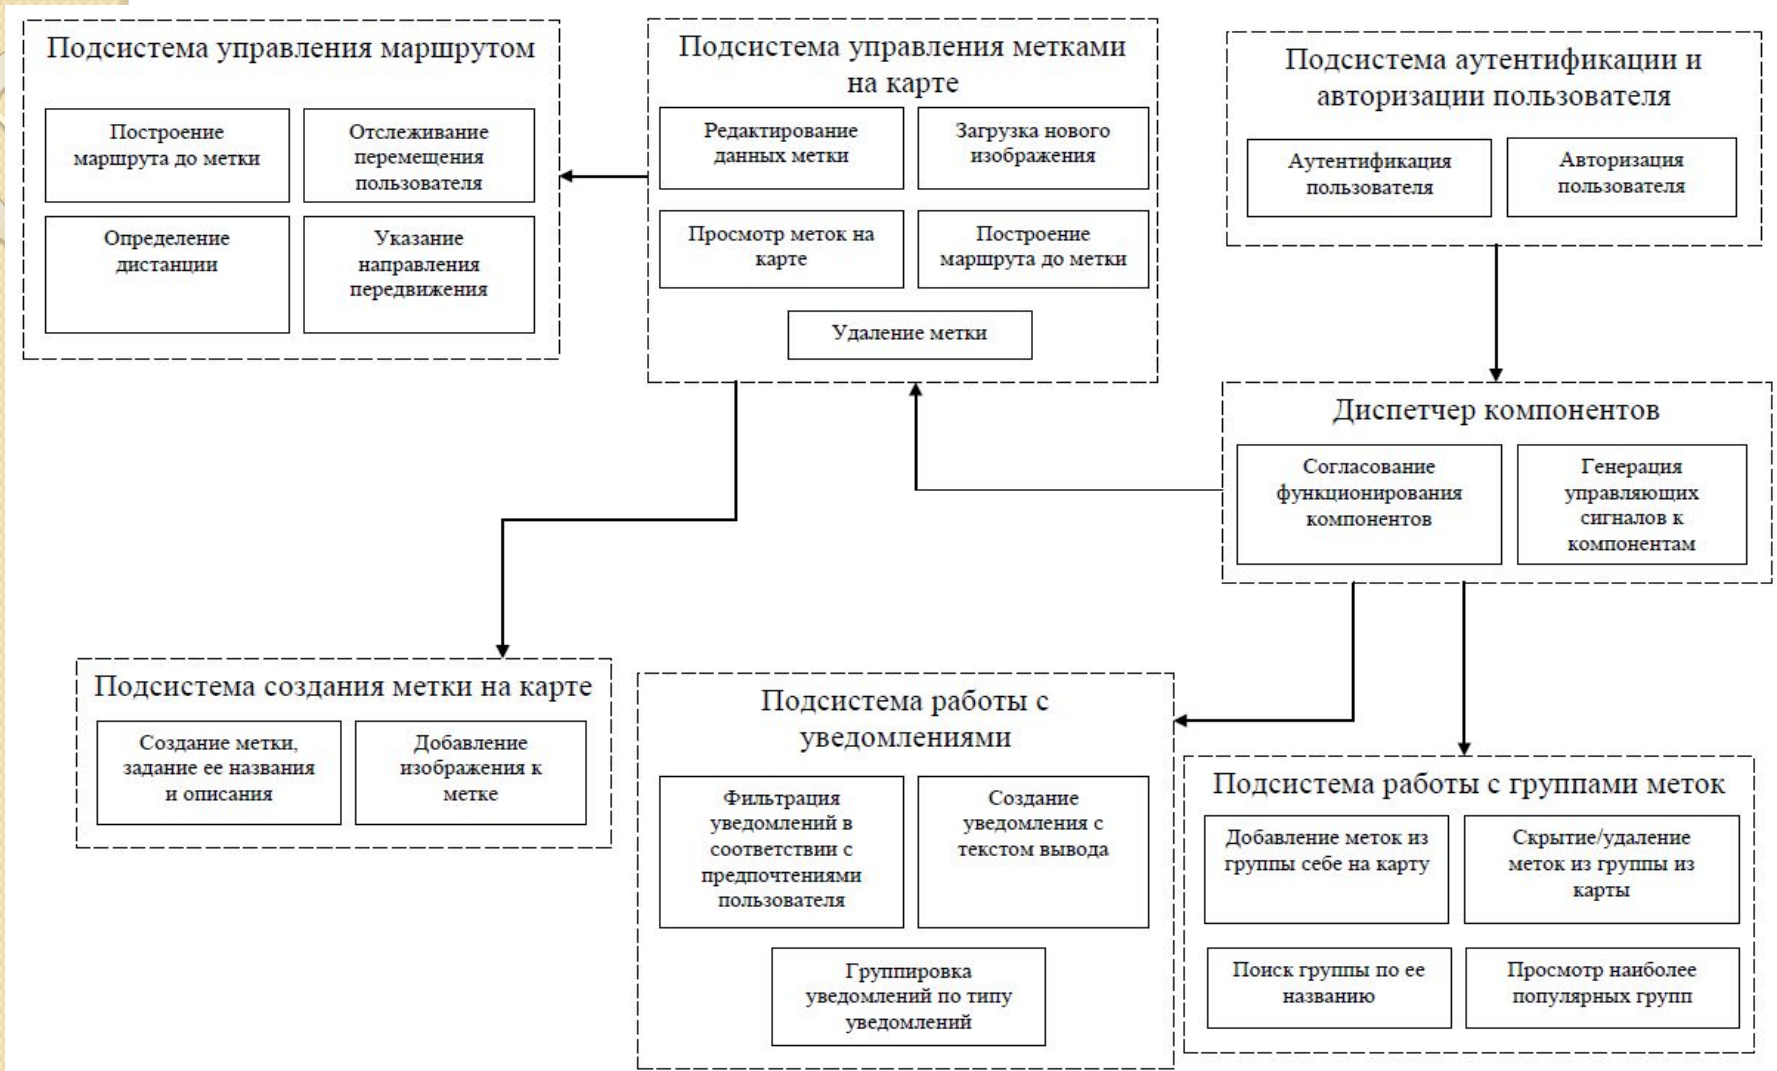 Подсистема управления маршрутом
Построение
маршрута до метки
Отслеживание
перемещения
пользователя
Определение
дистанции
Указание
направления
передвижения
Подсистема управления метками
на карте
Редактирование
данных метки
Загрузка нового
изображения
Просмотр меток на
карте
Построение
маршрута до метки
Удаление метки
Подсистема аутентификации и
авторизации пользователя
Аутентификация
пользователя
Авторизация
пользователя
Диспетчер компонентов
Согласование
функционирования
компонентов
Генерация
управляющих
сигналов к
компонентам
Подсистема создания метки на карте
Создание метки,
задание ее названия
и описания
Добавление
изображения к
метке
Подсистема работы с
уведомлениями
Фильтрация
уведомлений в
соответствии с
предпочтениями
пользователя
Создание
уведомления с
текстом вывода
Группировка
уведомлений по типу
уведомлений
Подсистема работы с группами меток
Добавление меток из
группы себе на карту
Скрытие/удаление
меток из группы из
карты
Поиск группы по ее
названию
Просмотр наиболее
популярных групп